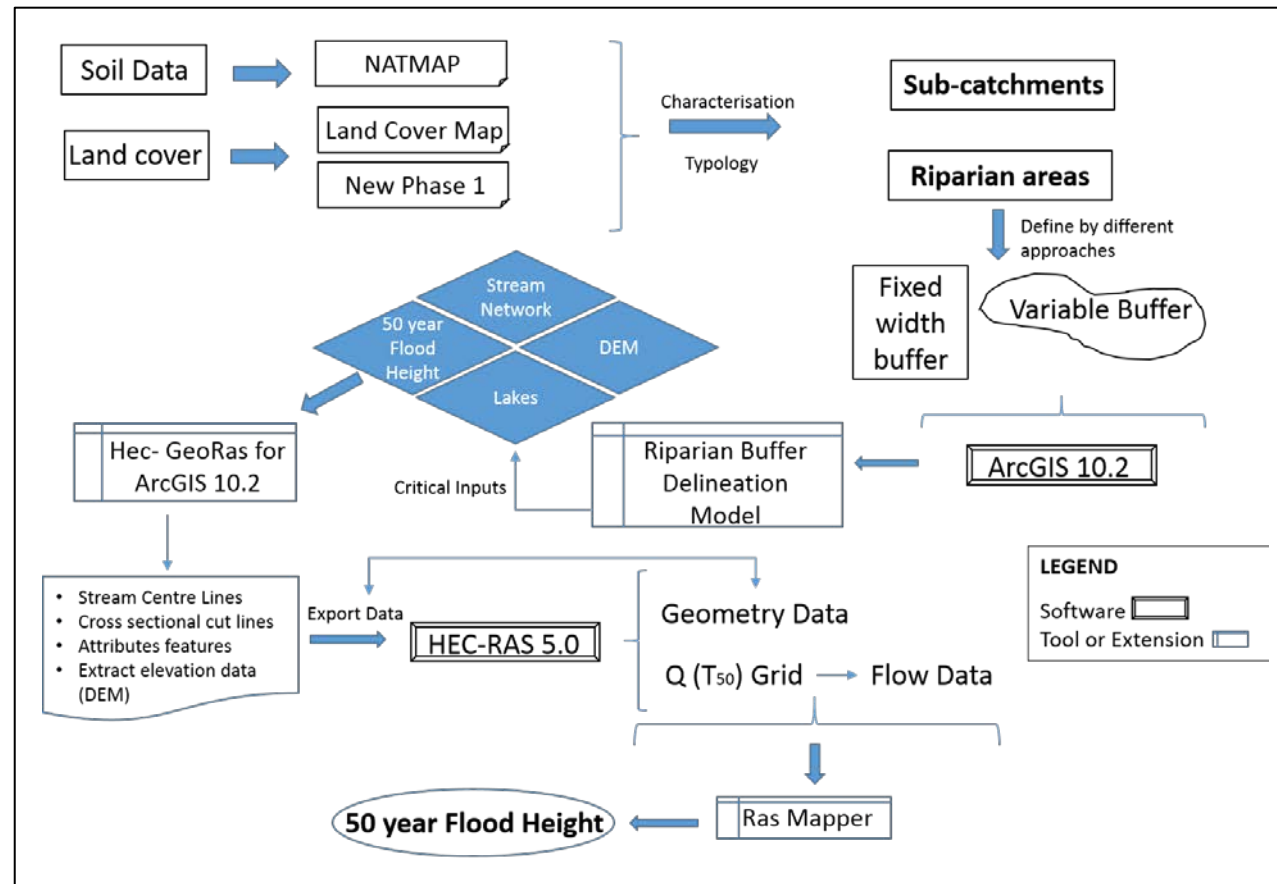 Soil Data
NATMAP
Land cover
Land Cover Map
New Phase 1
Characterisation
Typology
Sub-catchments
Riparian areas
Define by different
approaches
Fixed
width
buffer
Variable Buffer
Stream
Network
50 year
Flood
Height
DEM
Lakes
Hec- GeoRas for
ArcGIS 10.2
Critical Inputs
Riparian Buffer
Delineation
Model
ArcGIS 10.2
• Stream Centre Lines
• Cross sectional cut lines
• Attributes features
• Extract elevation data
(DEM)
Export Data
HEC-RAS 5.0
Geometry Data
Q (T50) Grid
Flow Data
LEGEND
Software
Tool or Extension
50 year Flood Height
Ras Mapper